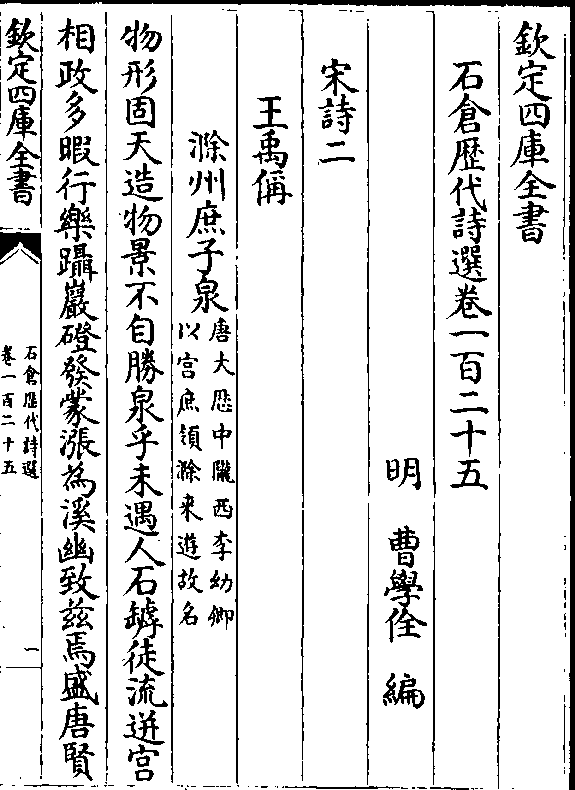 欽定四庫全書
石倉歴代詩選卷一百二十五
明 曹學佺 編
宋詩二
王禹偁
滁州庶子泉
唐大厯中隴西李幼卿
以宫庶領滁来遊故名
物形固天造物景不自勝泉乎未遇人石罅徒流迸宫
相政多暇行樂躡巖磴發蒙漲為溪幽致兹焉盛唐賢
欽定四庫全書
石倉歴代詩選
卷一百二十五
一